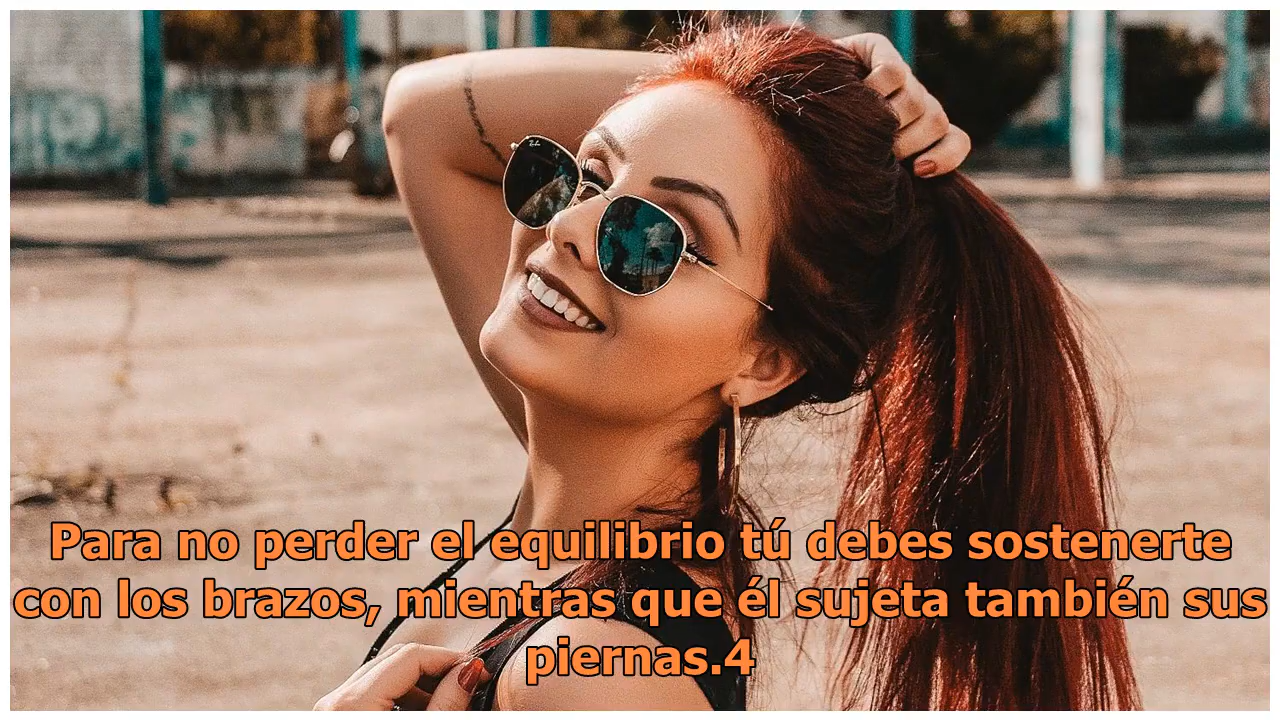 Para no perder el equilibrio tú debes sostenerte
con los brazos, mientras que él sujeta también sus
piernas.4